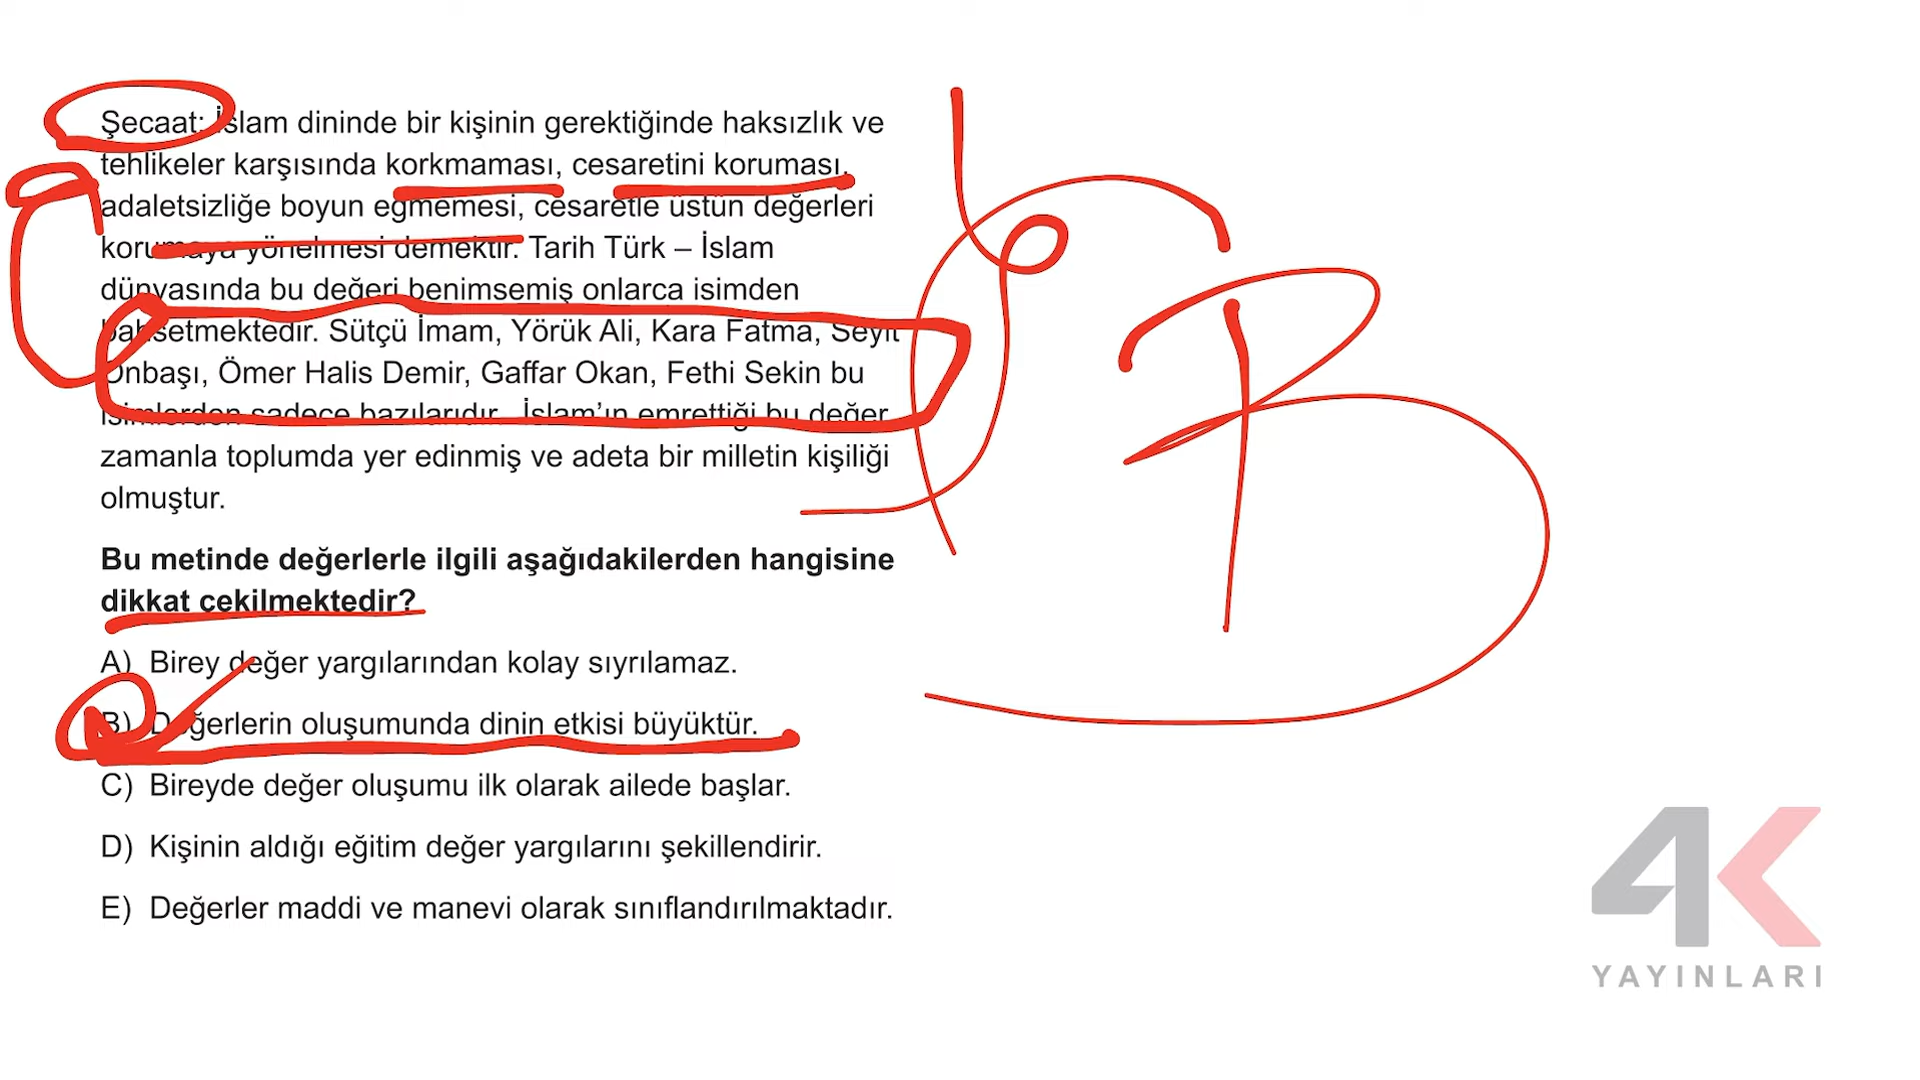 Şecaat: İslam dininde bir kişinin gerektiğinde haksızlık ve
tehlikeler karşısında korkmaması, cesaretini koruması,
adaletsizliğe boyun eğmemesi, cesaretle üstün değerleri
korumaya yönelmesi demektir. Tarih Türk – İslam
dünyasında bu değeri benimsemiş onlarca isimden
bahsetmektedir. Sütçü İmam, Yörük Ali, Kara Fatma, Seyit
Onbaşı, Ömer Halis Demir, Gaffar Okan, Fethi Sekin bu
isimlerden sadece bazılarıdır. İslam’ın emrettiği bu değer
zamanla toplumda yer edinmiş ve adeta bir milletin kişiliği
olmuştur.
Bu metinde değerlerle ilgili aşağıdakilerden hangisine
dikkat çekilmektedir?
A) Birey değer yargılarından kolay sıyrılamaz.
B) Değerlerin oluşumunda dinin etkisi büyüktür.
C) Bireyde değer oluşumu ilk olarak ailede başlar.
D) Kişinin aldığı eğitim değer yargılarını şekillendirir.
E) Değerler maddi ve manevi olarak sınıflandırılmaktadır.
B
4K
YAYINLARI